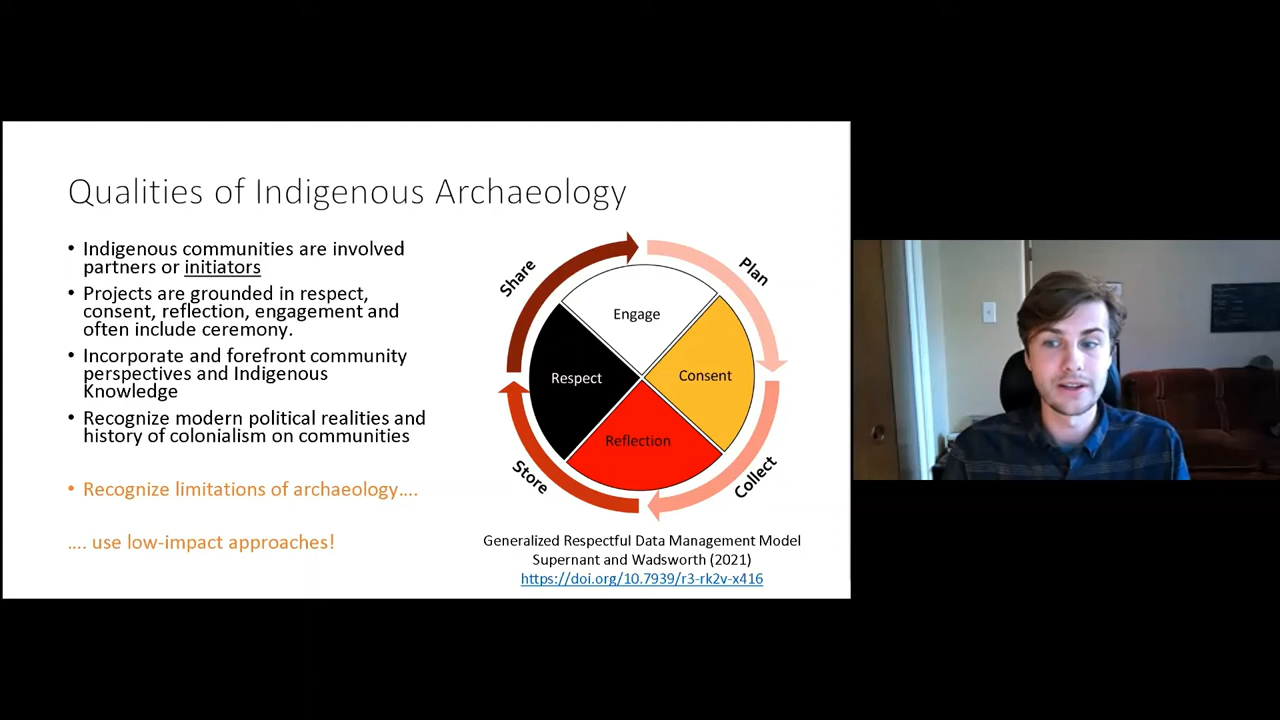 Qualities of Indigenous Archaeology
• Indigenous communities are involved
partners or initiators
• Projects are grounded in respect,
consent, reflection, engagement and
often include ceremony.
• Incorporate and forefront community
perspectives and Indigenous
Knowledge
• Recognize modern political realities and
history of colonialism on communities
• Recognize limitations of archaeology....
.... use low-impact approaches!
Share
Plan
Engage
Respect
Consent
Reflection
Store
Collect
Generalized Respectful Data Management Model
Supernant and Wadsworth (2021)
https://doi.org/10.7939/r3-rk2v-x416